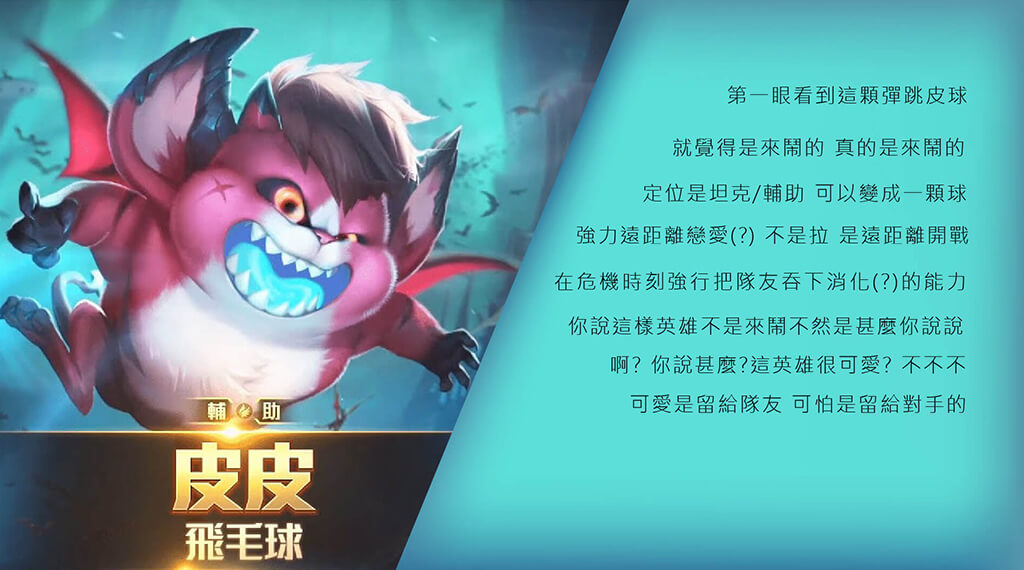 第一眼看到這顆彈跳皮球
就覺得是來鬧的 真的是來鬧的
定位是坦克/輔助 可以變成一顆球
強力遠距離戀愛(?) 不是拉 是遠距離開戰
在危機時刻強行把隊友吞下消化(?)的能力
你說這樣英雄不是來鬧不然是甚麼你說說
啊? 你說甚麼?這英雄很可愛? 不不不
可愛是留給隊友 可怕是留給對手的
輔 助
皮皮
飛毛球